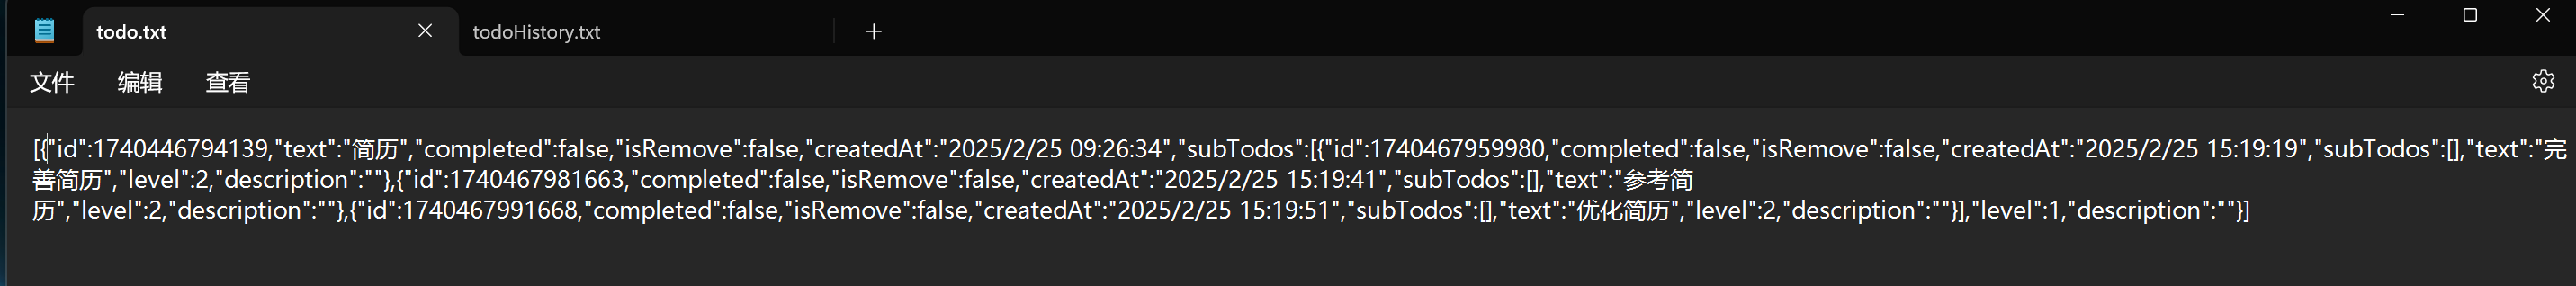 todo.txt
todoHistory.txt
文件 编辑 查看
[{"id":1740446794139,"text":"简历","completed":false,"isRemove":false,"createdAt":"2025/2/25 09:26:34","subTodos":[{"id":1740467959980,"completed":false,"isRemove":false,"createdAt":"2025/2/25 15:19:19","subTodos":[],"text":"完
善简历","level":2,"description":""},{"id":1740467981663,"completed":false,"isRemove":false,"createdAt":"2025/2/25 15:19:41","subTodos":[],"text":"参考简
历","level":2,"description":""},{"id":1740467991668,"completed":false,"isRemove":false,"createdAt":"2025/2/25 15:19:51","subTodos":[],"text":"优化简历","level":2,"description":""}],"level":1,"description":""}]